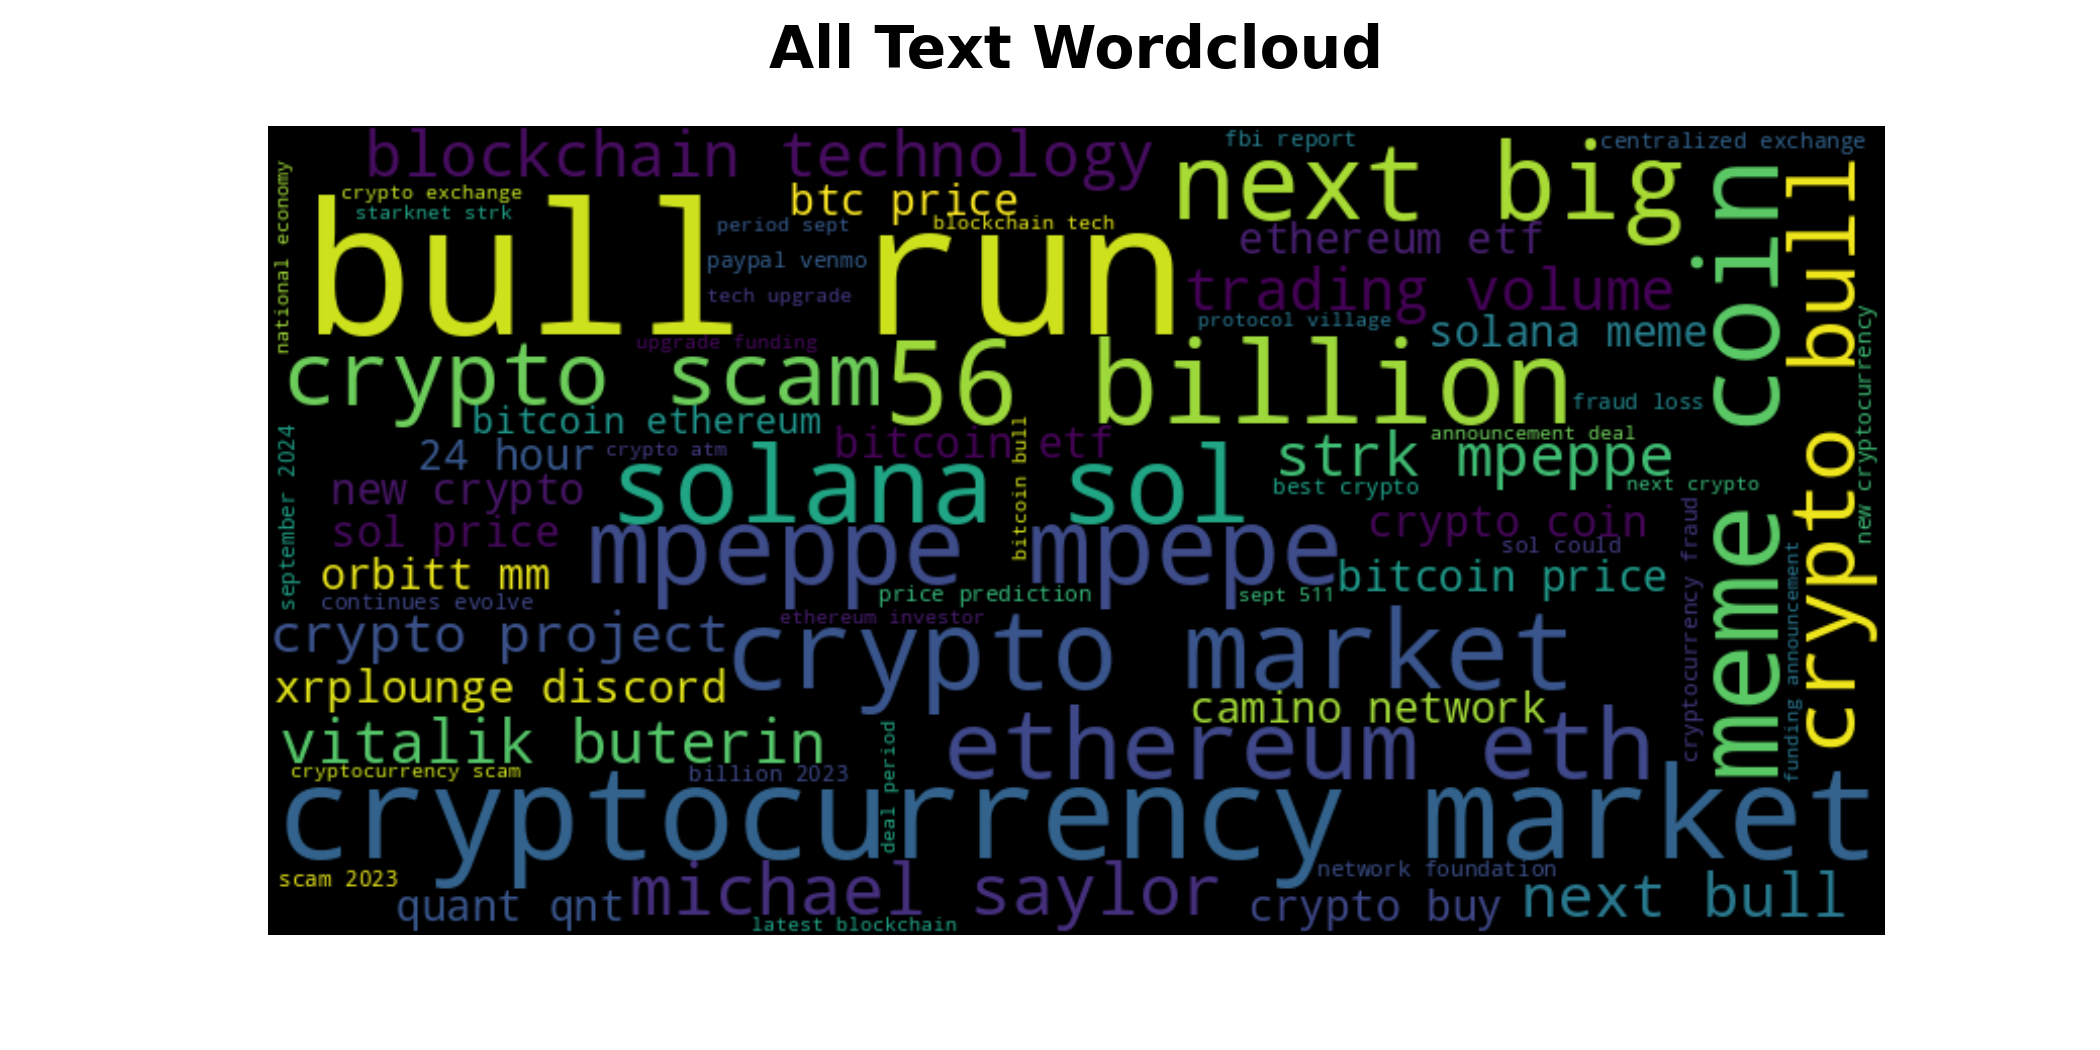 All Text Wordcloud
blockchain technology
fbi report
centralized exchange
next big
crypto exchange
btc price
starknet strk
period sept
blockchain tech
national economy
bull run
ethereum etf
paypal venmo
tech upgrade
trading volume
protocol village
solana meme
upgrade funding
crypto scam
56 billion
fraud loss
meme coin
crypto bull
new cryptocurrency
bitcoin ethereum
bitcoin etf
announcement deal
24 hour
crypto atm
bitcoin bull
strk mpeppe
september 2024
solana sol
new crypto
best crypto
next crypto
sol price
mpeppe mpepe
crypto coin
sol could
cryptocurrency fraud
orbitt mm
bitcoin price
continues evolve
price prediction
sept 511
funding announcement
crypto project
ethereum investor
crypto market
xrplounge discord
camino network
vitalik buterin
ethereum eth
cryptocurrency scam
billion 2023
deal period
cryptocurrency market
scam 2023
quant qnt
michael saylor
network foundation
crypto buy
next bull
latest blockchain